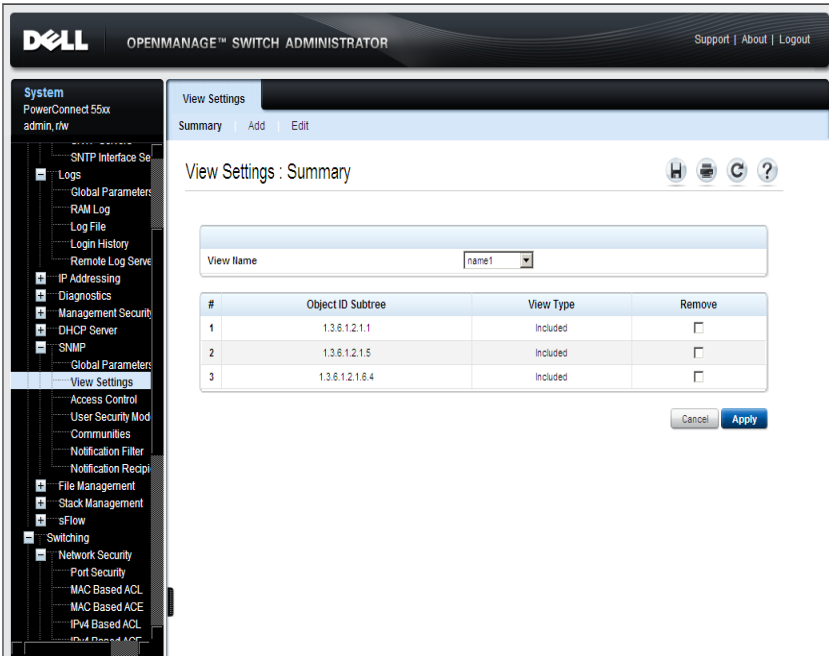 DELL OPENMANAGE™ SWITCH ADMINISTRATOR
Support | About | Logout
System
PowerConnect 55xx
admin, r/w
SNTP Interface Se
Logs
Global Parameters
RAM Log
Log File
Login History
Remote Log Serve
IP Addressing
Diagnostics
Management Securit
DHCP Server
SNMP
Global Parameters
View Settings
Access Control
User Security Mod
Communities
Notification Filter
Notification Recipi
File Management
Stack Management
sFlow
Switching
Network Security
Port Security
MAC Based ACL
MAC Based ACE
IPv4 Based ACL
View Settings
Summary | Add | Edit
View Settings : Summary
View Name name1
# Object ID Subtree View Type Remove
1 1.3.6.1.2.1.1 Included
2 1.3.6.1.2.1.5 Included
3 1.3.6.1.2.1.6.4 Included
Cancel Apply